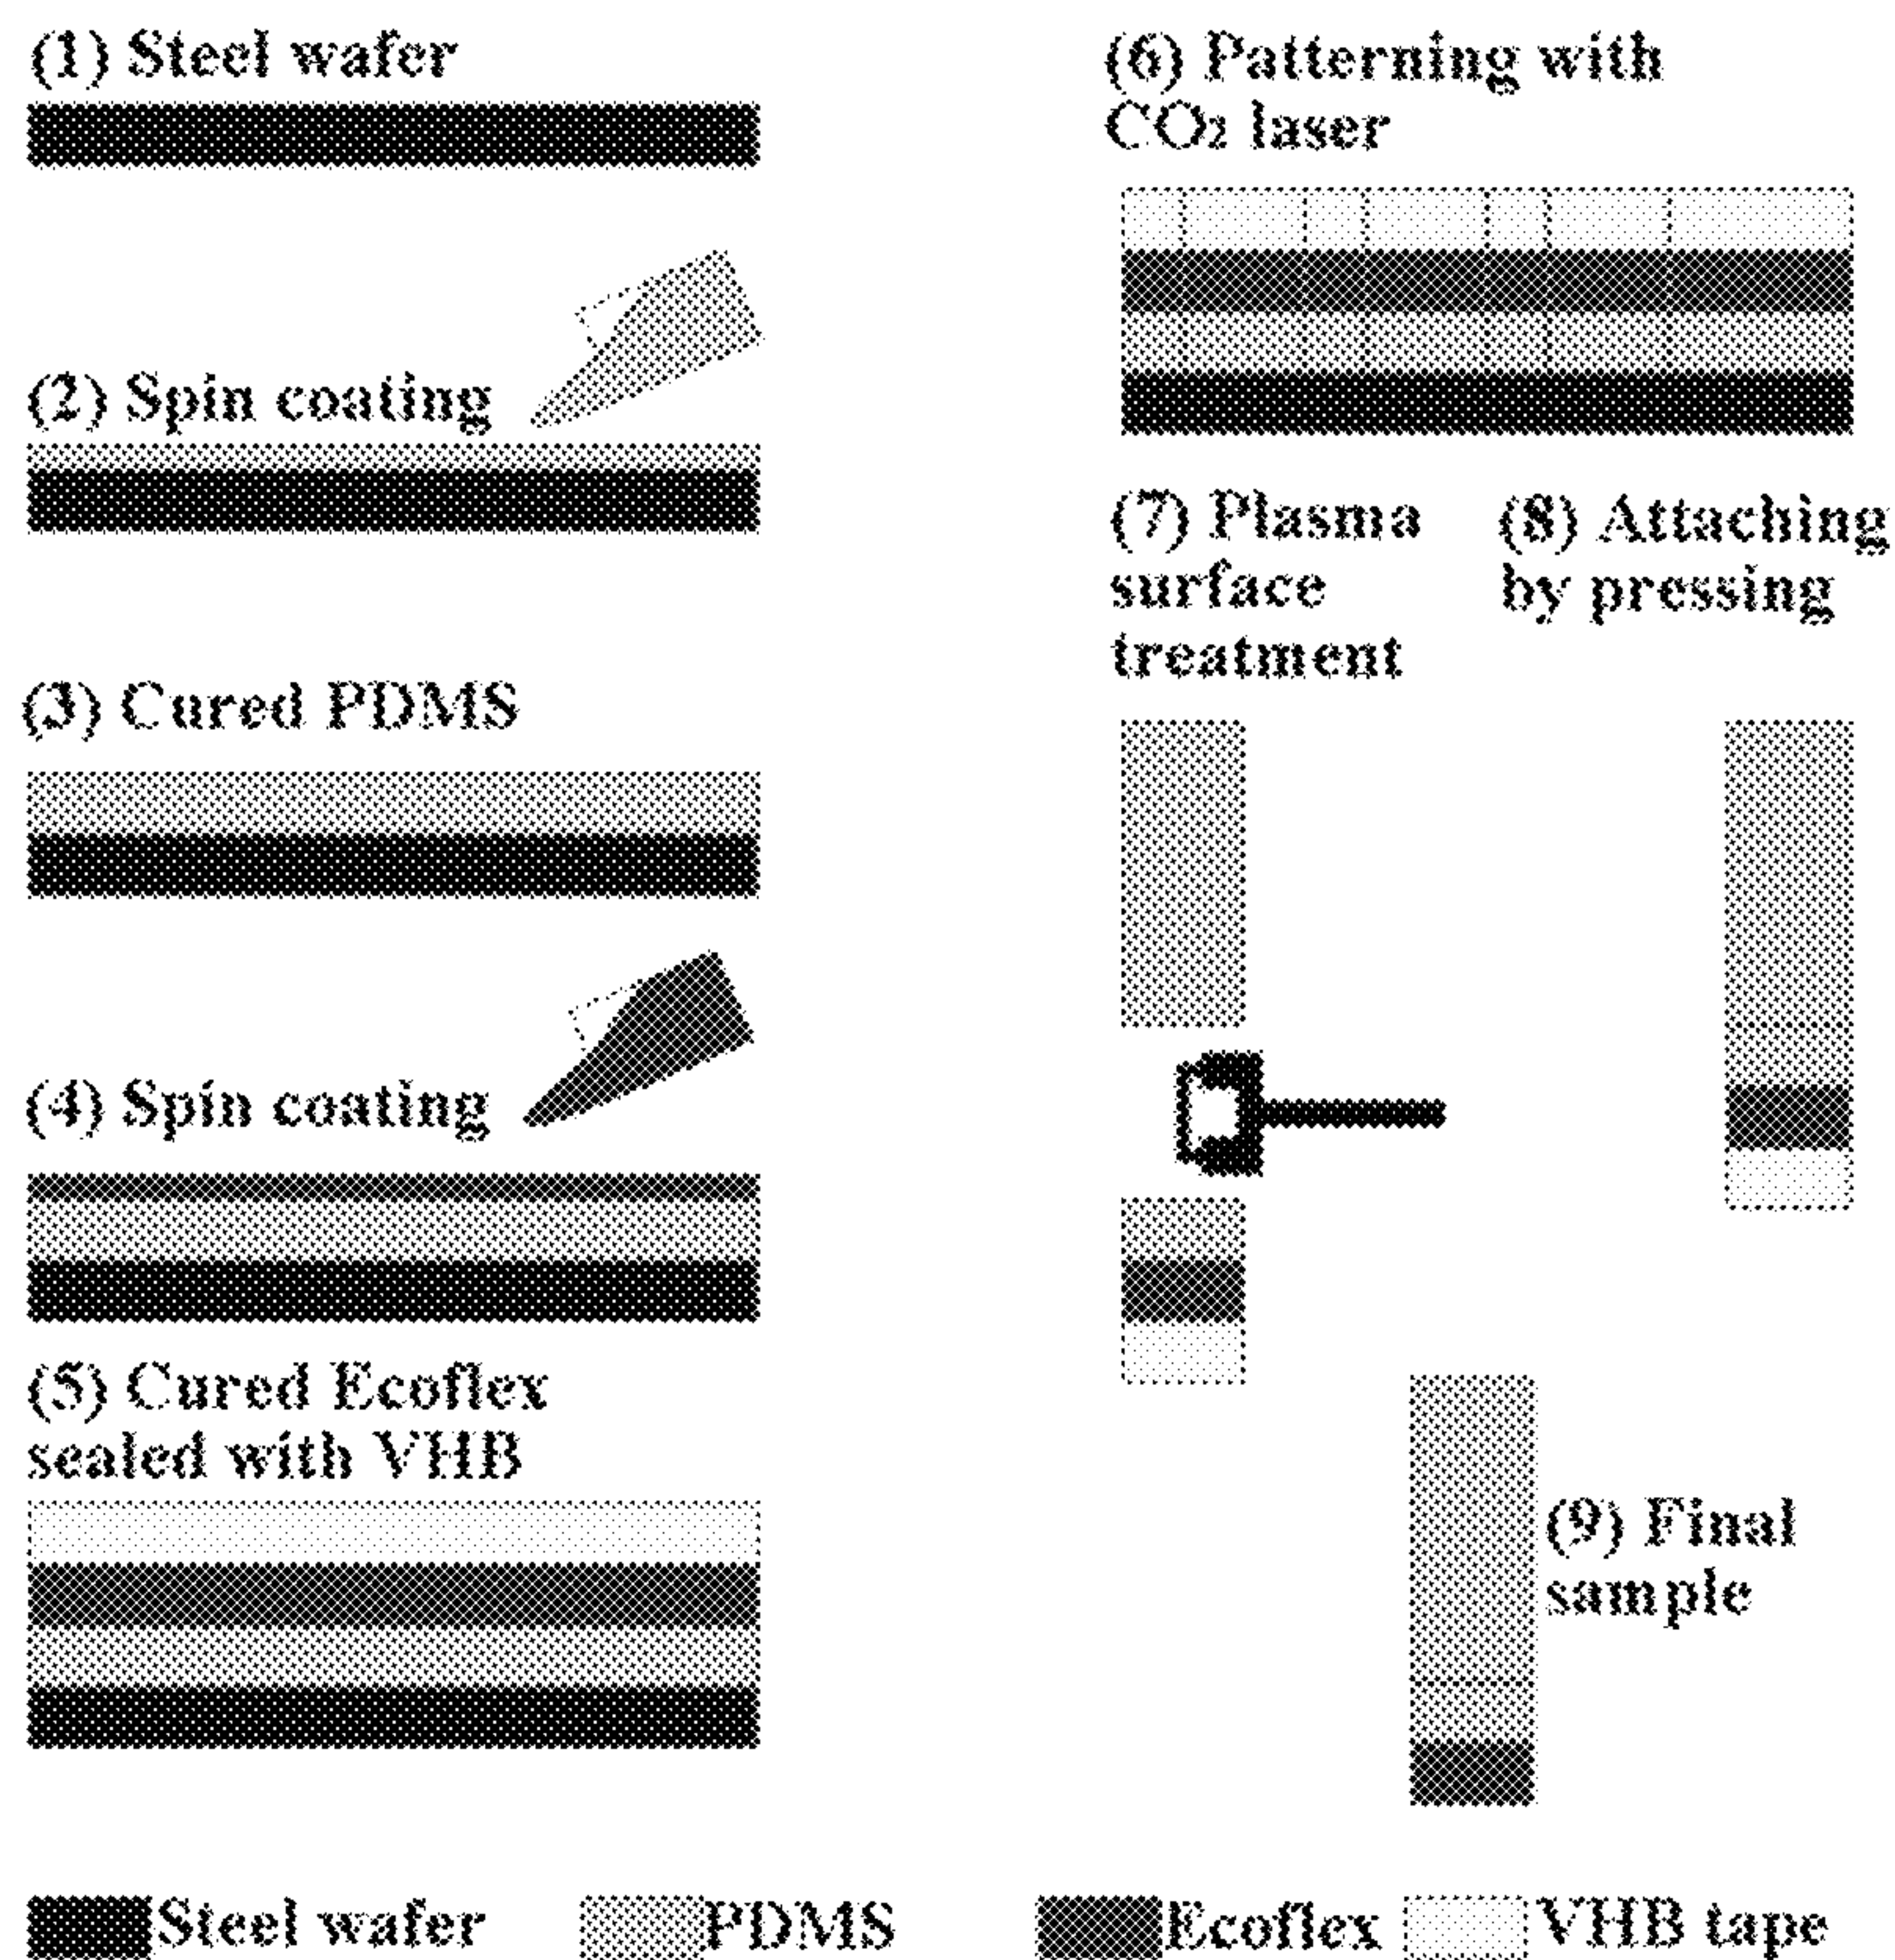 (1) Steel wafer
(2) Spin coating
(3) Cured PDMS
(4) Spin coating
(5) Cured Ecoflex
sealed with VHB
(6) Patterning with
CO₂ laser
(7) Plasma
surface
treatment
(8) Attaching
by pressing
(9) Final
sample
Steel wafer
PDMS
Ecoflex
VHB tape